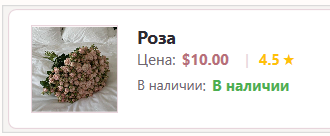 Роза
Цена: $10.00 | 4.5 ★
В наличии: В наличии